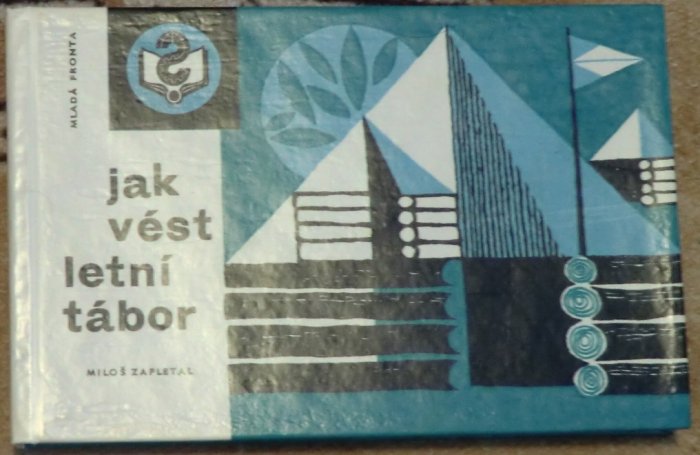 MLADÁ FRONTA
jak
vést
letní
tábor
MILOŠ ZAPLETAL